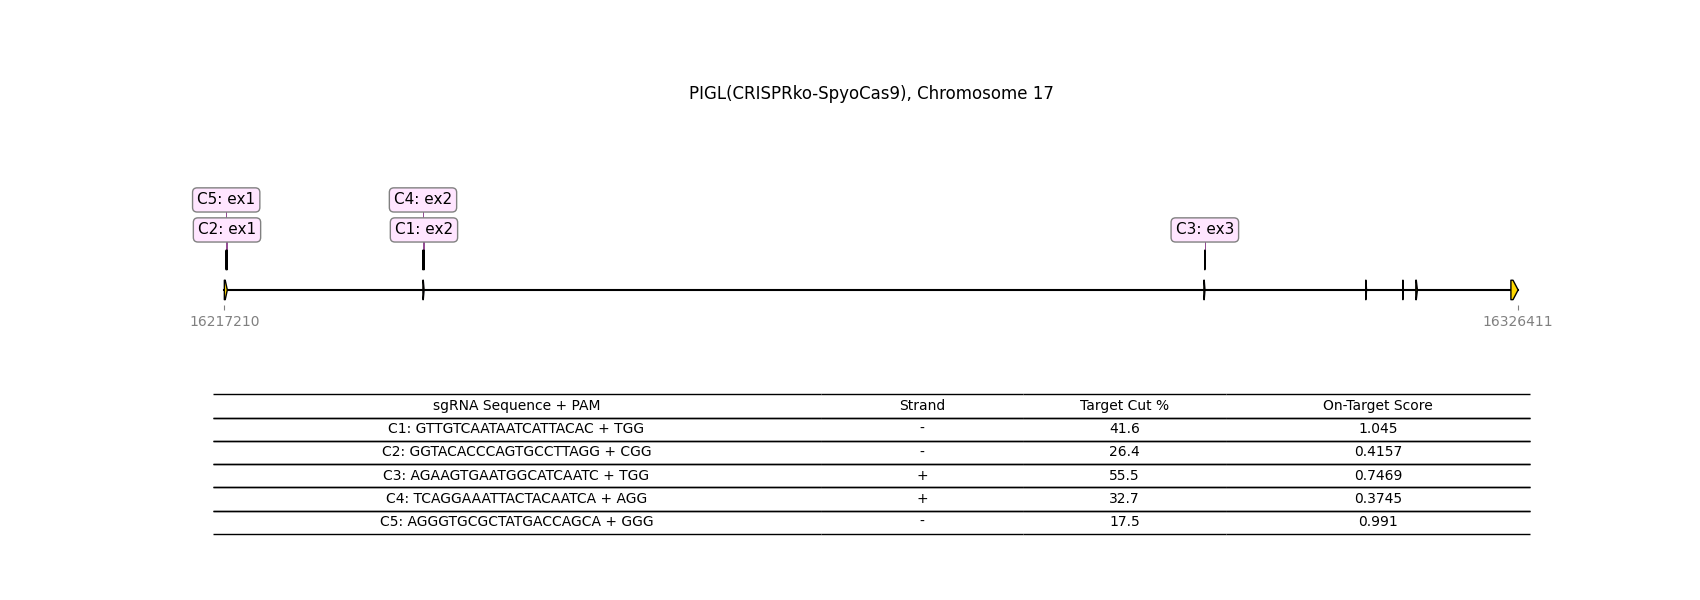 PIGL(CRISPRko-SpyoCas9), Chromosome 17
C5: ex1 C4: ex2
C2: ex1 C1: ex2 C3: ex3
16217210 16326411
sgRNA Sequence + PAM Strand Target Cut % On-Target Score
C1: GTTGTCAATAATCATTACAC + TGG - 41.6 1.045
C2: GGTACACCCAGTGCCTTAGG + CGG - 26.4 0.4157
C3: AGAAGTGAATGGCATCAATC + TGG + 55.5 0.7469
C4: TCAGGAAATTACTACAATCA + AGG + 32.7 0.3745
C5: AGGGTGCGCTATGACCAGCA + GGG - 17.5 0.991